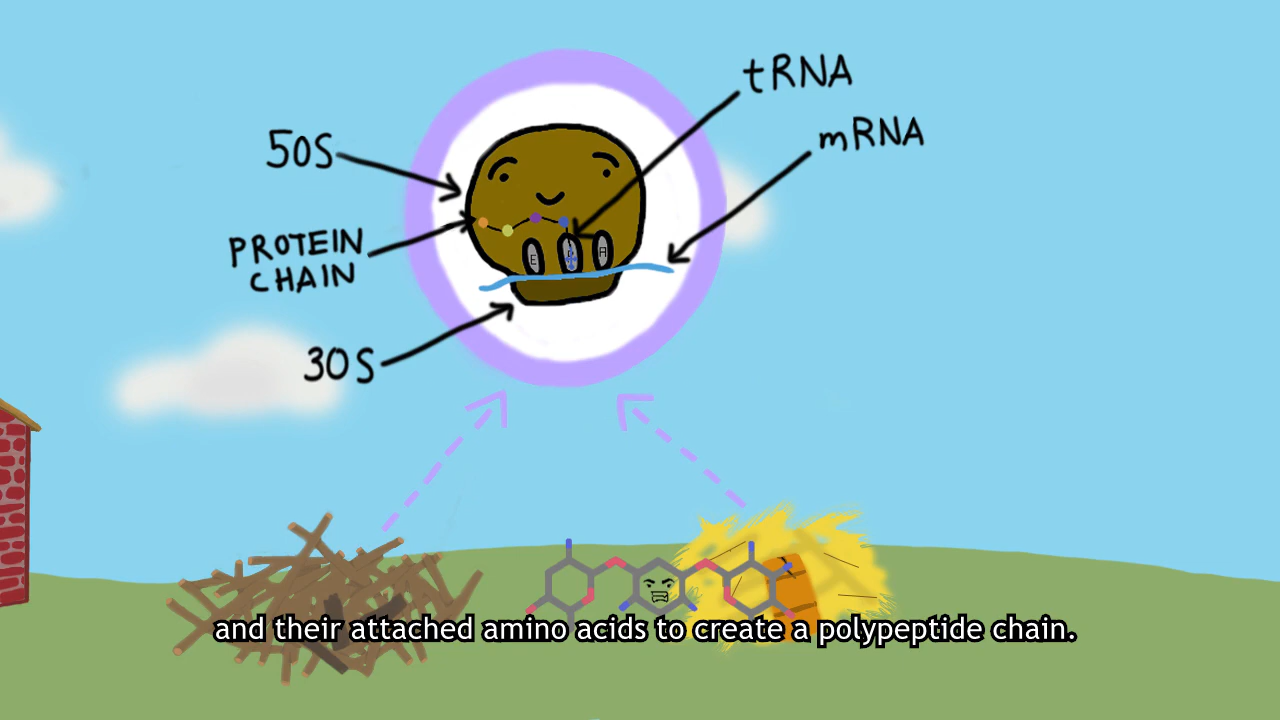 tRNA
mRNA
50S
PROTEIN
CHAIN
E P A
30S
and their attached amino acids to create a polypeptide chain.